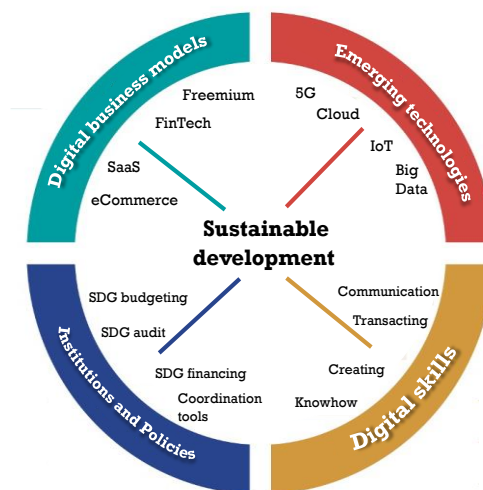 Digital business models
Freemium
FinTech
SaaS
eCommerce
Emerging technologies
5G
Cloud
IoT
Big
Data
Sustainable
development
Institutions and Policies
SDG budgeting
SDG audit
SDG financing
Coordination
tools
Digital skills
Communication
Transacting
Creating
Knowhow